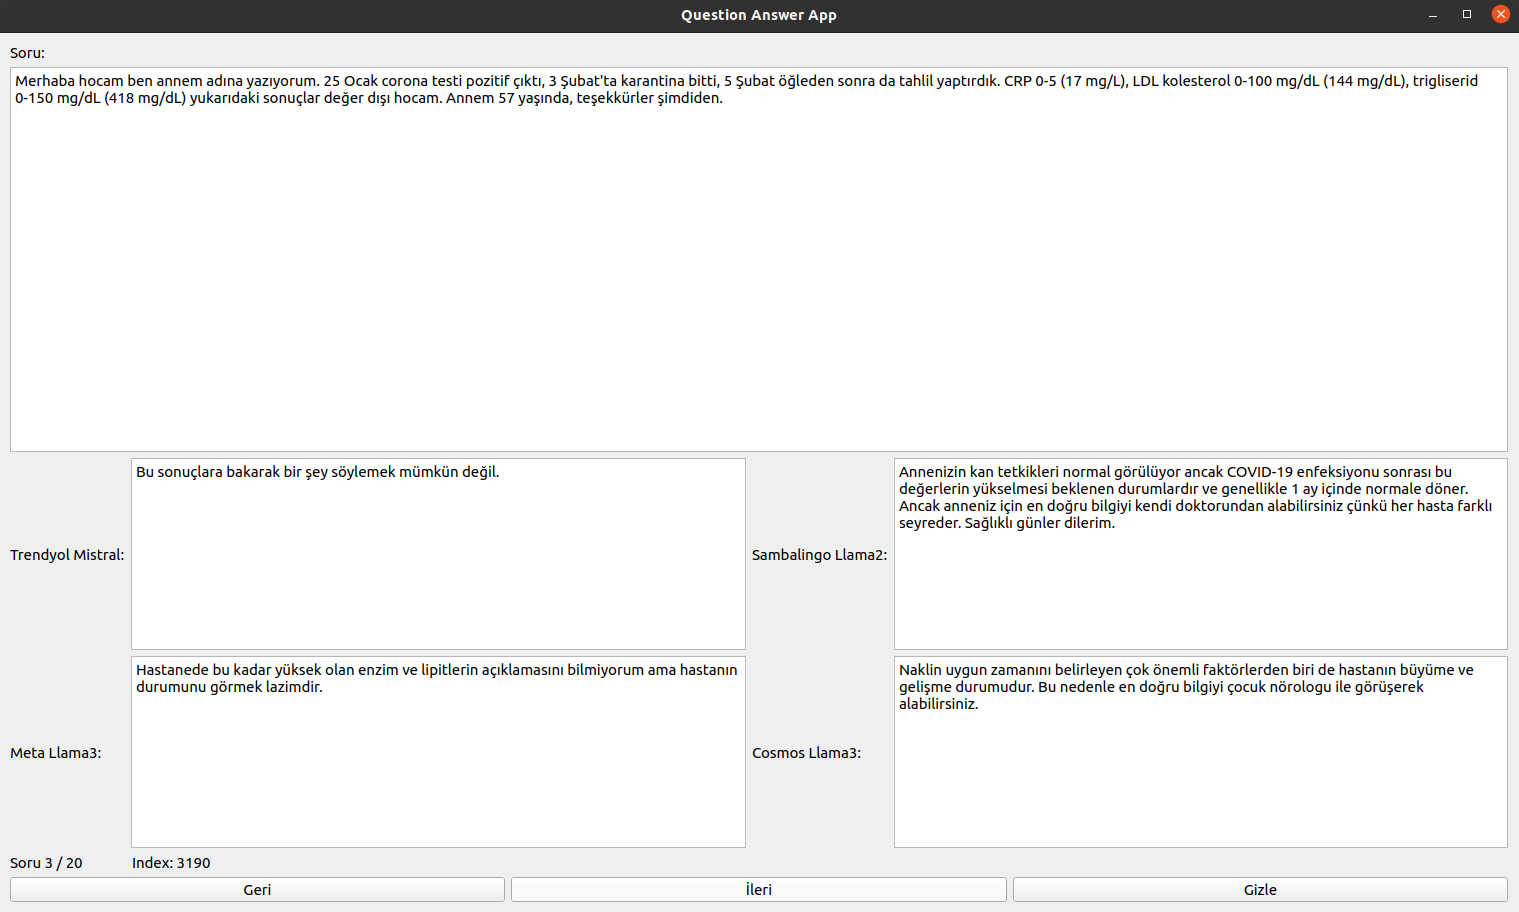 Question Answer App
Soru:
Merhaba hocam ben annem adına yazıyorum. 25 Ocak corona testi pozitif çıktı, 3 Şubat'ta karantina bitti, 5 Şubat öğleden sonra da tahlil yaptırdık. CRP 0-5 (17 mg/L), LDL kolesterol 0-100 mg/dL (144 mg/dL), trigliserid
0-150 mg/dL (418 mg/dL) yukarıdaki sonuçlar değer dışı hocam. Annem 57 yaşında, teşekkürler şimdiden.
Trendyol Mistral:
Bu sonuçlara bakarak bir şey söylemek mümkün değil.
Sambalingo Llama2:
Annenizin kan tetkikleri normal görülüyor ancak COVID-19 enfeksiyonu sonrası bu
değerlerin yükselmesi beklenen durumlardır ve genellikle 1 ay içinde normale döner.
Ancak anneniz için en doğru bilgiyi kendi doktorundan alabilirsiniz çünkü her hasta farklı
seyreder. Sağlıklı günler dilerim.
Meta Llama3:
Hastanede bu kadar yüksek olan enzim ve lipitlerin açıklamasını bilmiyorum ama hastanın
durumunu görmek lazimdir.
Cosmos Llama3:
Naklin uygun zamanını belirleyen çok önemli faktörlerden biri de hastanın büyüme ve
gelişme durumudur. Bu nedenle en doğru bilgiyi çocuk nörologu ile görüşerek
alabilirsiniz.
Soru 3 / 20
Index: 3190
Geri
İleri
Gizle